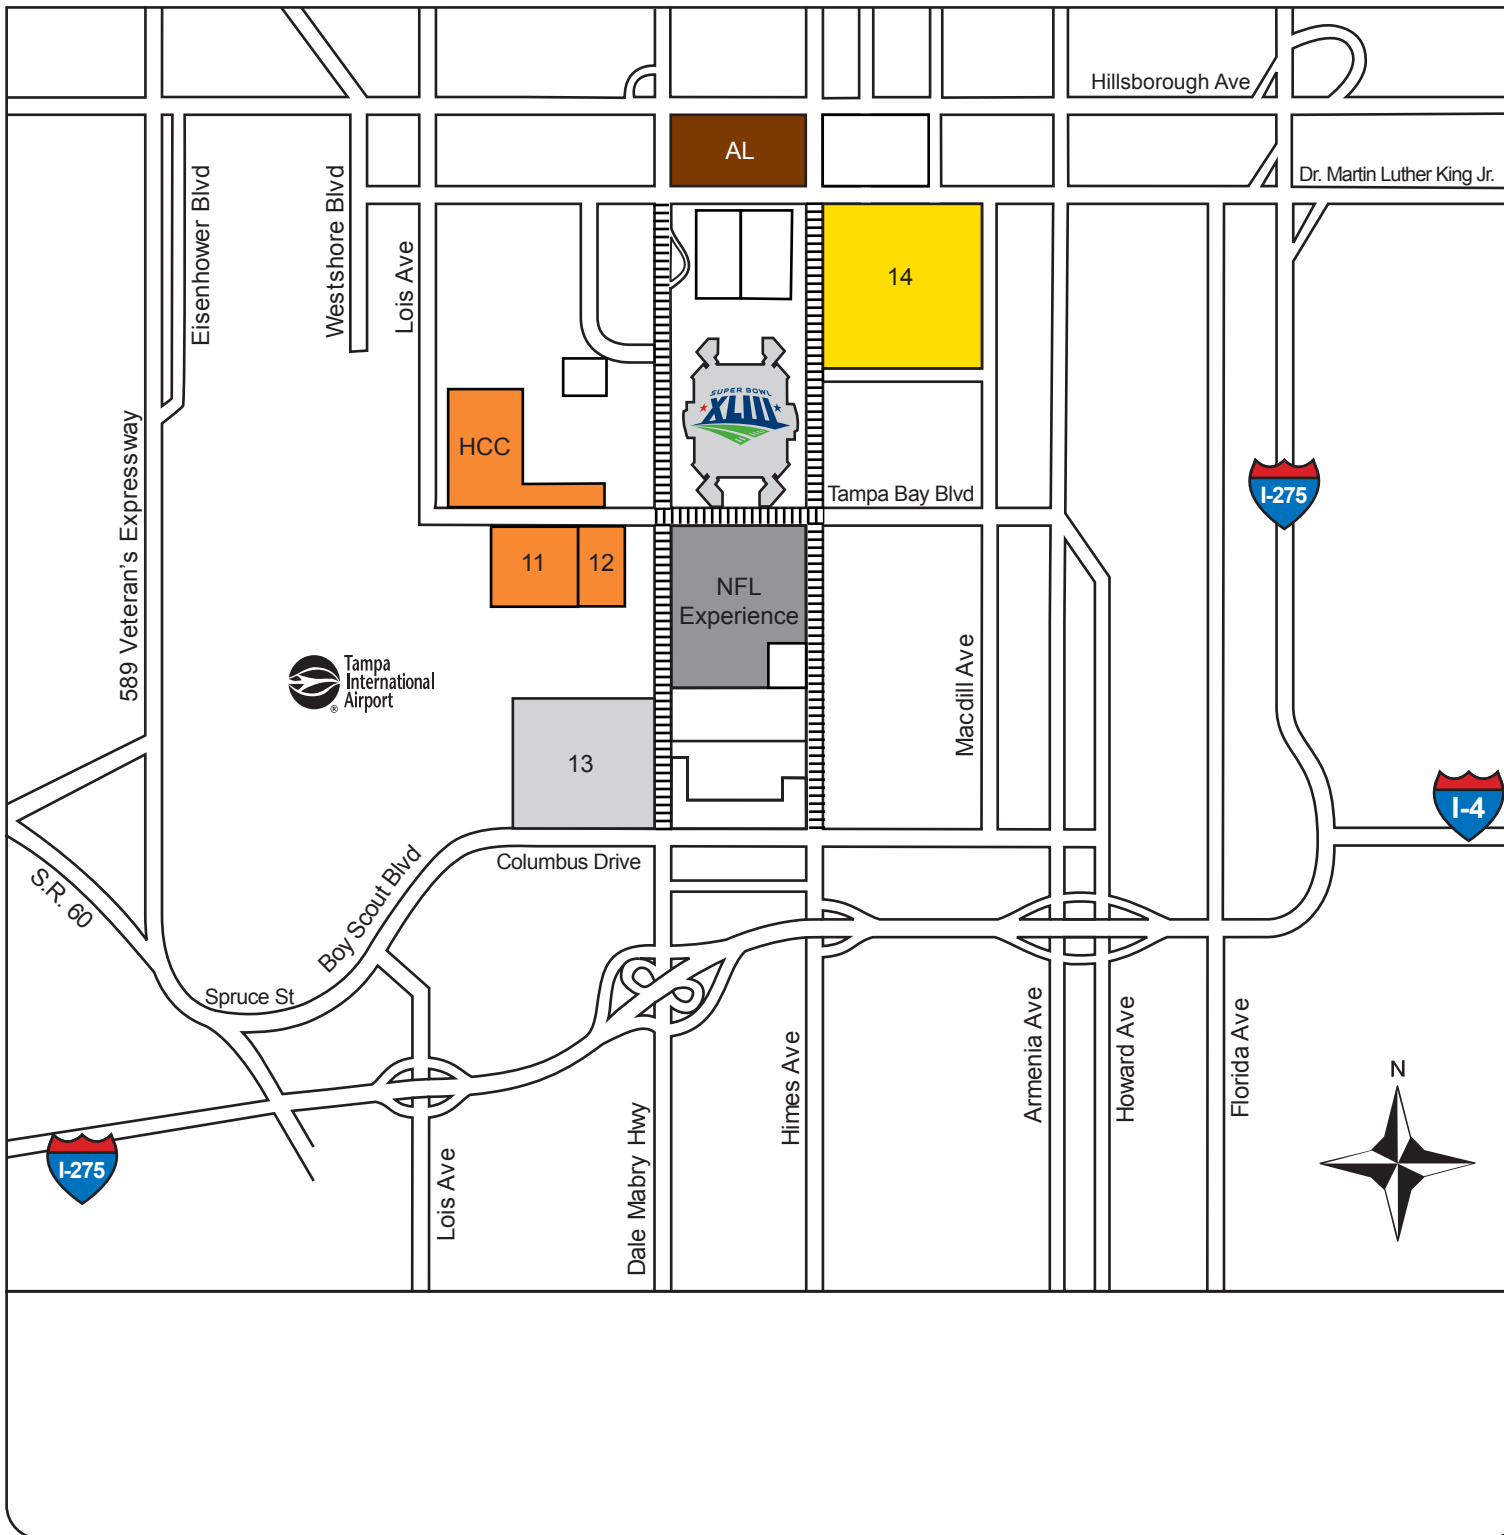 Hillsborough Ave
AL
Dr. Martin Luther King Jr.
Eisenhower Blvd
Westshore Blvd
Lois Ave
14
SUPER BOWL
XLIII
HCC
Tampa Bay Blvd
I-275
589 Veteran's Expressway
11
12
NFL
Experience
Tampa
International
Airport
®
Macdill Ave
13
I-4
Columbus Drive
S.R. 60
Boy Scout Blvd
Spruce St
Armenia Ave
Howard Ave
Florida Ave
Himes Ave
N
Dale Mabry Hwy
I-275
Lois Ave